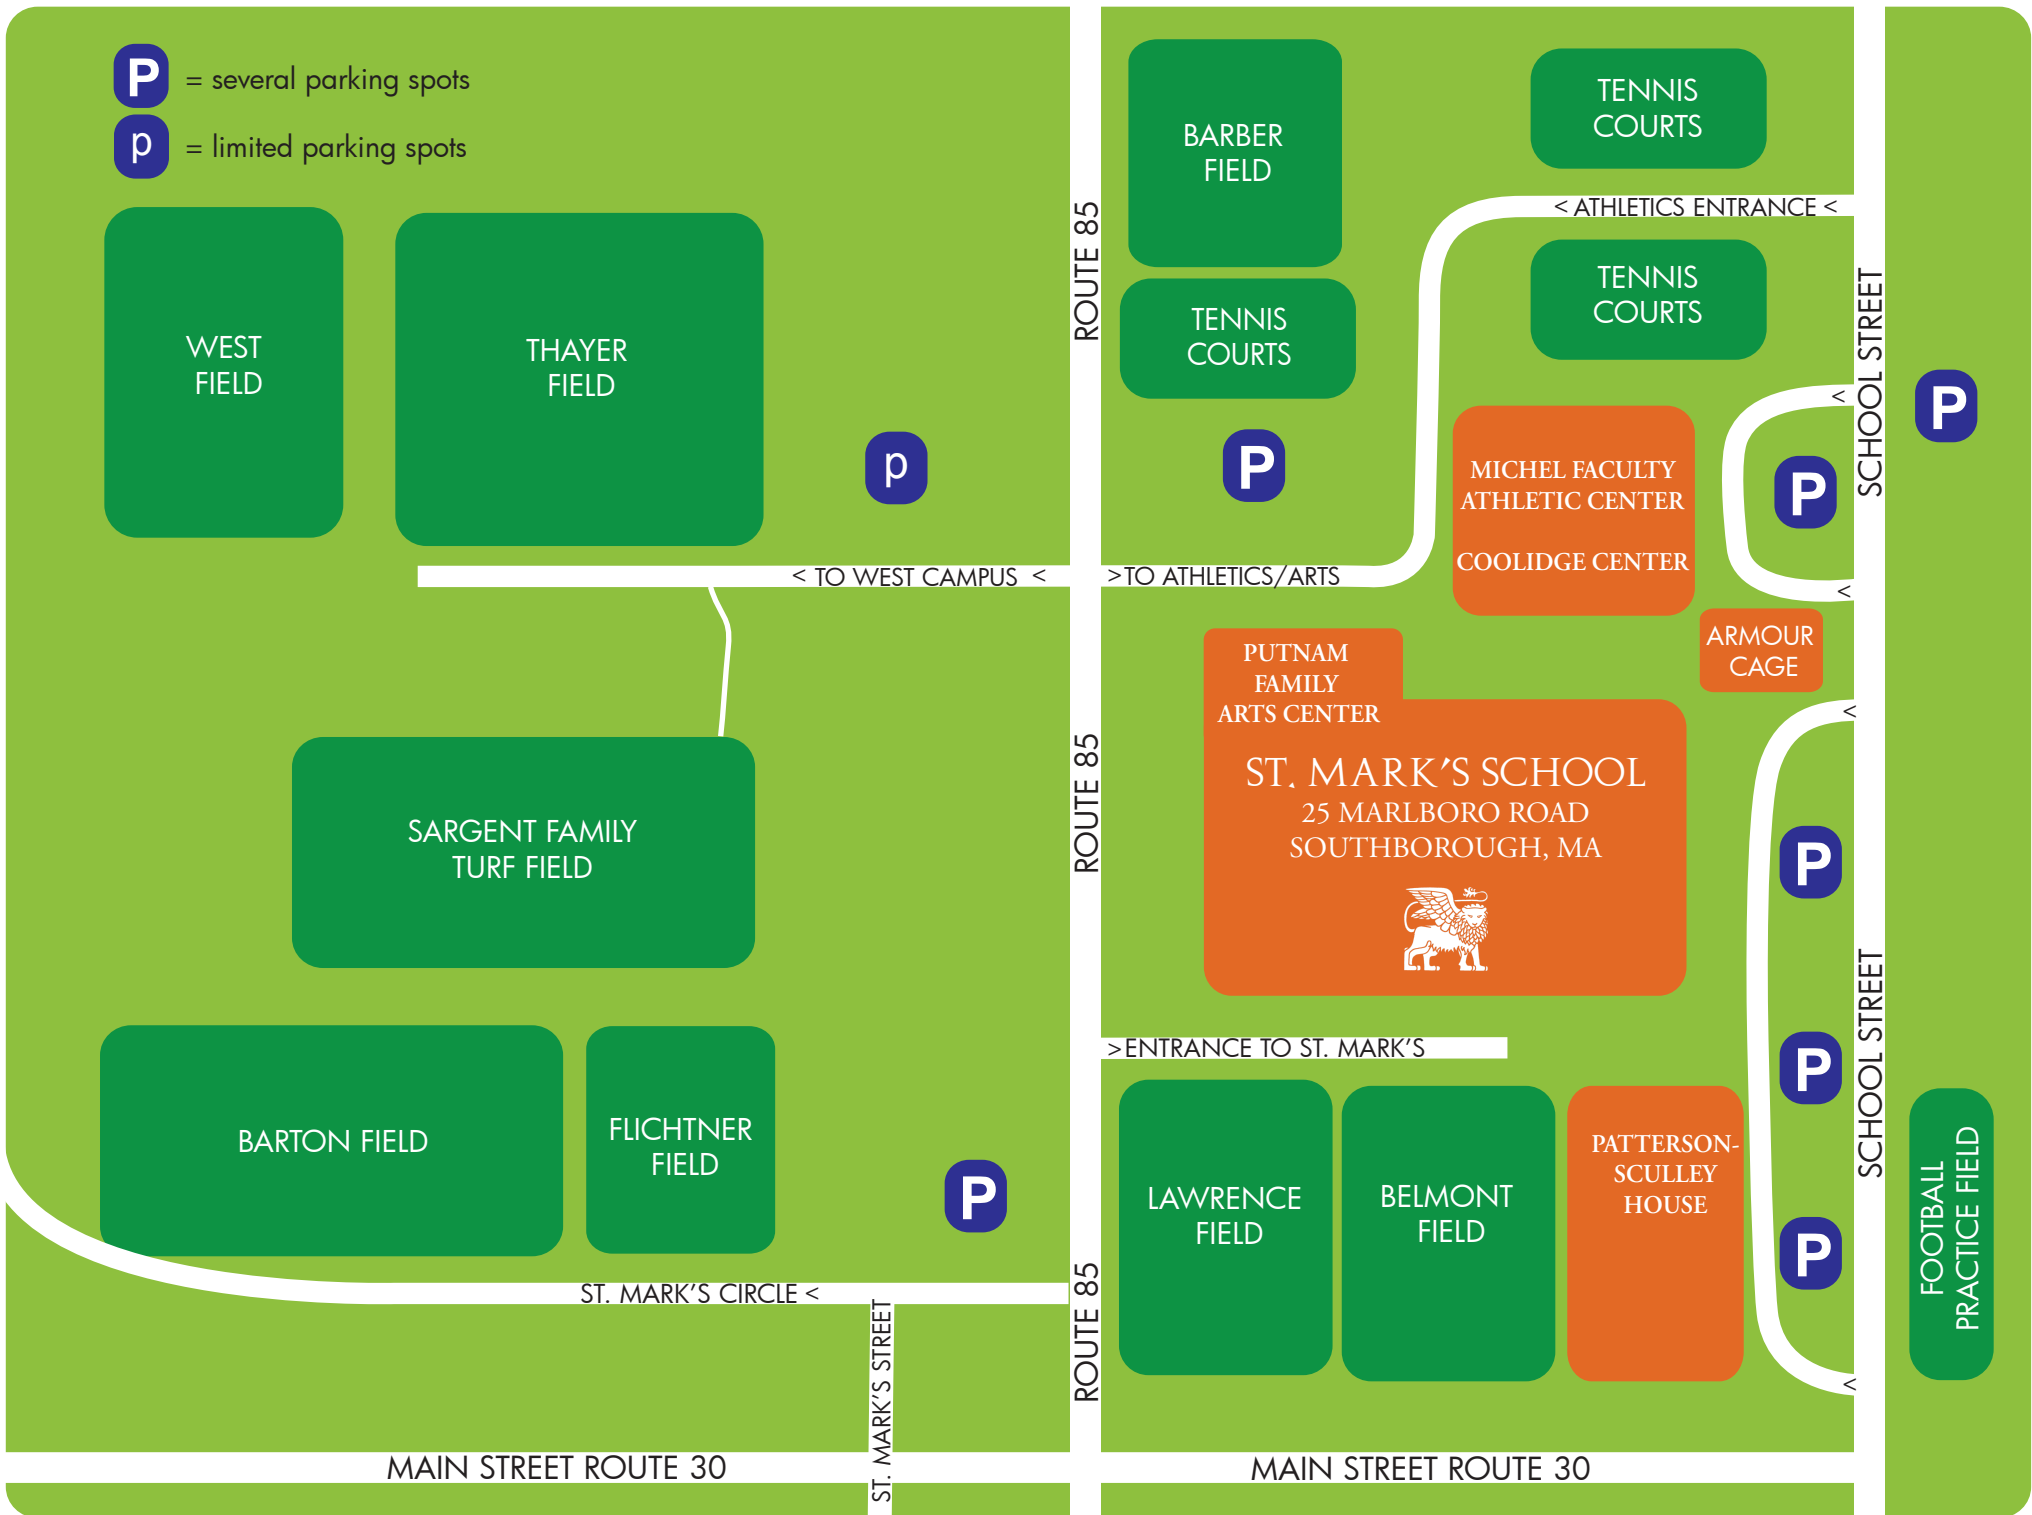 P = several parking spots
p = limited parking spots
WEST
FIELD
THAYER
FIELD
p
< TO WEST CAMPUS <
SARGENT FAMILY
TURF FIELD
BARTON FIELD
FLICHTNER
FIELD
P
ST. MARK'S CIRCLE <
ST. MARK'S STREET
MAIN STREET ROUTE 30
ROUTE 85
ROUTE 85
ROUTE 85
BARBER
FIELD
TENNIS
COURTS
TENNIS
COURTS
< ATHLETICS ENTRANCE <
TENNIS
COURTS
P
>TO ATHLETICS/ARTS
MICHEL FACULTY
ATHLETIC CENTER
COOLIDGE CENTER
<
P
<
ARMOUR
CAGE
SCHOOL STREET
P
PUTNAM
FAMILY
ARTS CENTER
ST. MARK'S SCHOOL
25 MARLBORO ROAD
SOUTHBOROUGH, MA
<
P
P
P
<
>ENTRANCE TO ST. MARK'S
LAWRENCE
FIELD
BELMONT
FIELD
PATTERSON-
SCULLEY
HOUSE
SCHOOL STREET
FOOTBALL
PRACTICE FIELD
MAIN STREET ROUTE 30